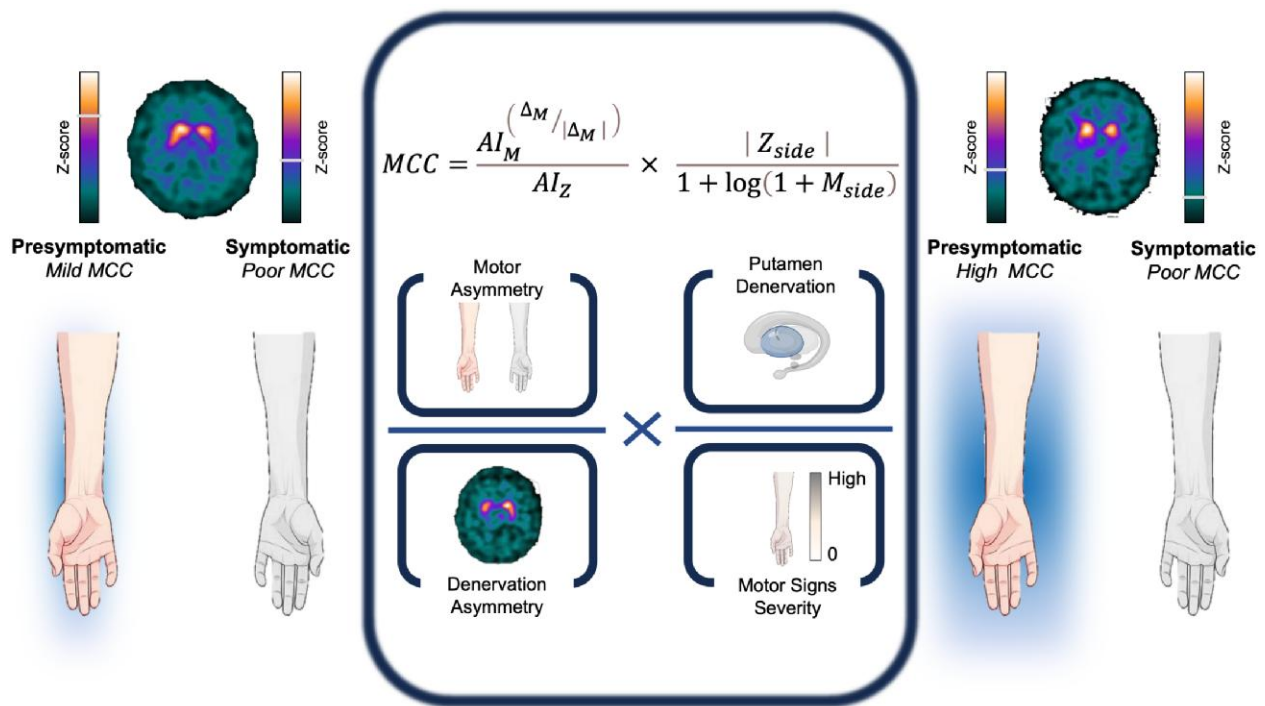 Z-score
Z-score
Presymptomatic
Mild MCC
Symptomatic
Poor MCC
MCC = AI_M^(Δ_M/|Δ_M|) / AI_Z × | Z_side | / 1 + log(1 + M_side)
Motor
Asymmetry
Putamen
Denervation
×
Denervation
Asymmetry
High
0
Motor Signs
Severity
Z-score
Z-score
Presymptomatic
High MCC
Symptomatic
Poor MCC